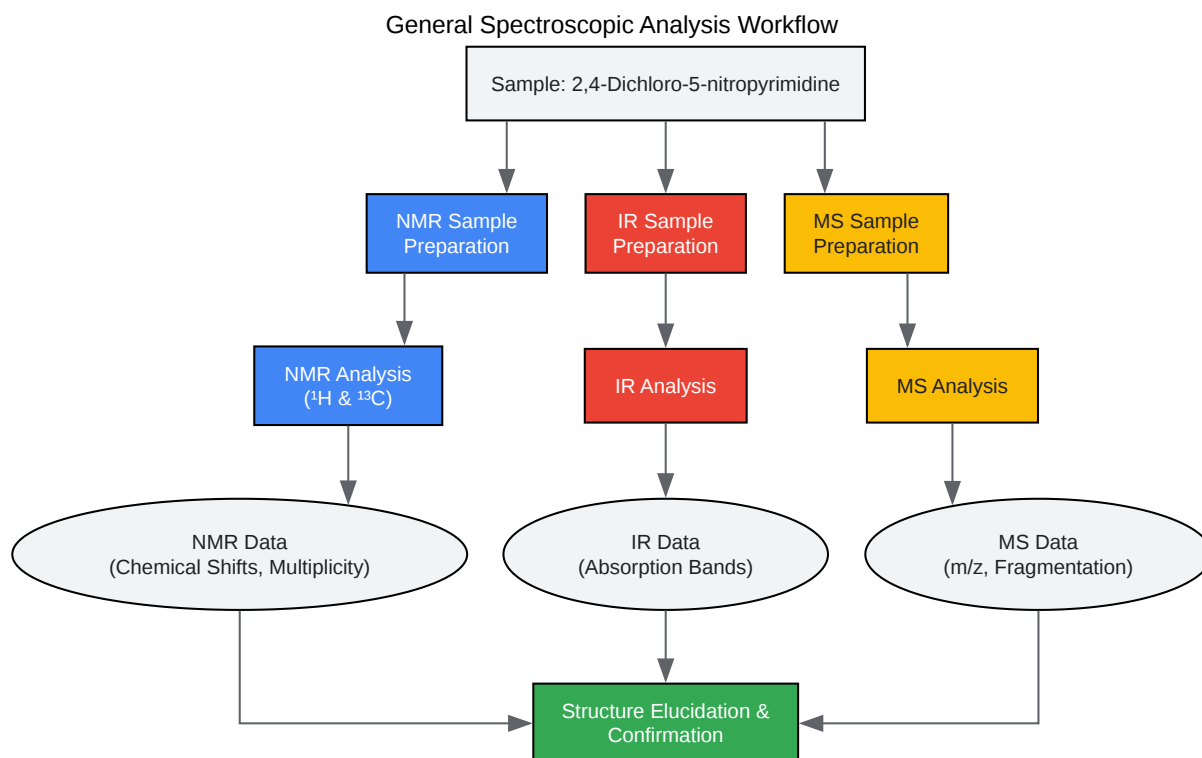 General Spectroscopic Analysis Workflow
Sample: 2,4-Dichloro-5-nitropyrimidine
NMR Sample
Preparation
IR Sample
Preparation
MS Sample
Preparation
NMR Analysis
(¹H & ¹³C)
IR Analysis
MS Analysis
NMR Data
(Chemical Shifts, Multiplicity)
IR Data
(Absorption Bands)
MS Data
(m/z, Fragmentation)
Structure Elucidation &
Confirmation